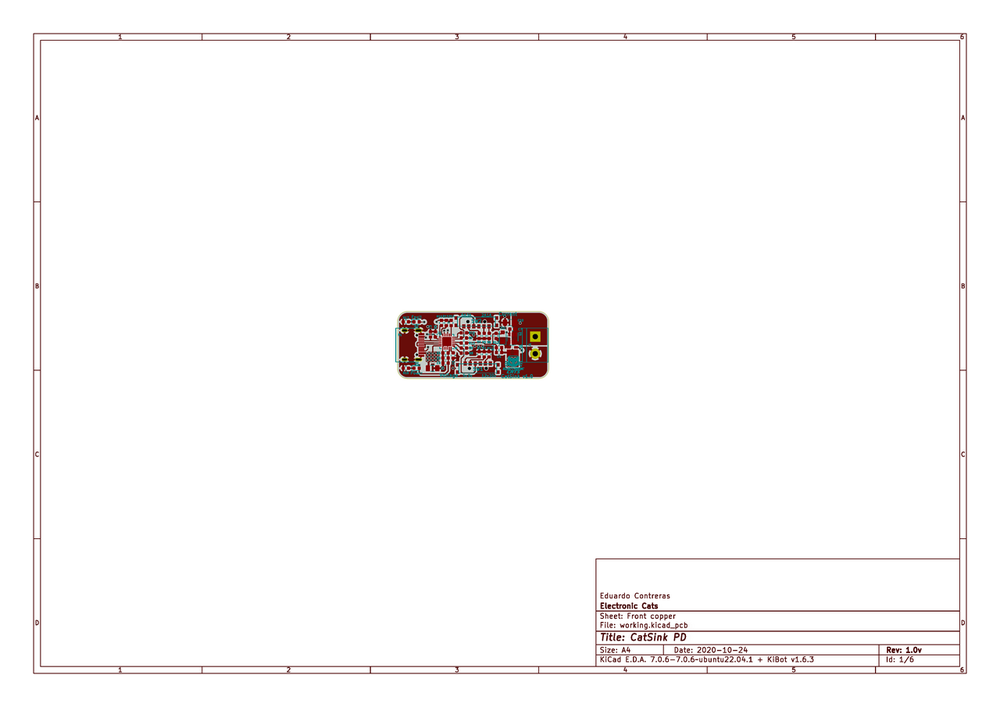 1 2 3 4 5 6
A A
B B
C C
D D
Eduardo Contreras
Electronic Cats
Sheet: Front copper
File: working.kicad_pcb
Title: CatSink PD
Size: A4 Date: 2020-10-24 Rev: 1.0v
KiCad E.D.A. 7.0.6-7.0.6-ubuntu22.04.1 + KiBot v1.6.3 Id: 1/6
1 2 3 4 5 6